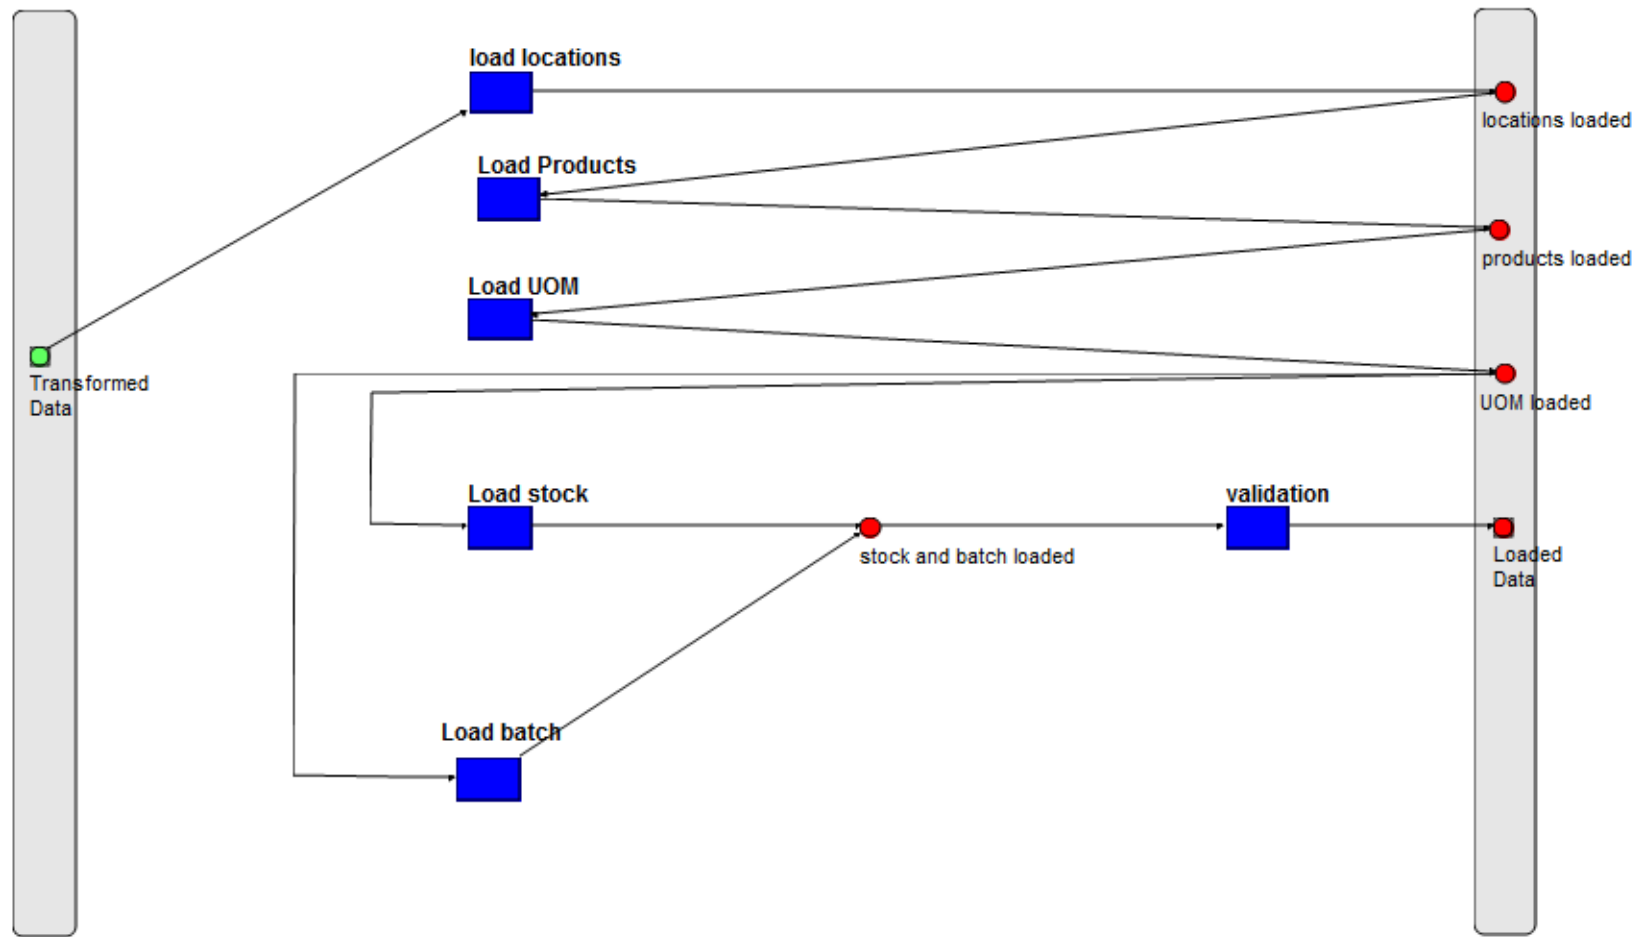 load locations
locations loaded
Load Products
products loaded
Load UOM
Transformed
Data
UOM loaded
Load stock
validation
stock and batch loaded
Loaded
Data
Load batch